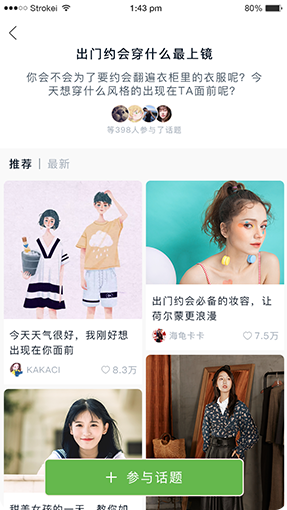 Strokei
1:43 pm
80%
出门约会穿什么最上镜
你会不会为了要约会翻遍衣柜里的衣服呢？今
天想穿什么风格的出现在TA面前呢？
等398人参与了话题
推荐 | 最新
今天天气很好，我刚好想
出现在你面前
KAKACI
8.3万
出门约会必备的妆容，让
荷尔蒙更浪漫
海龟卡卡
7.5万
+ 参与话题
甜美女孩的一天，教你如